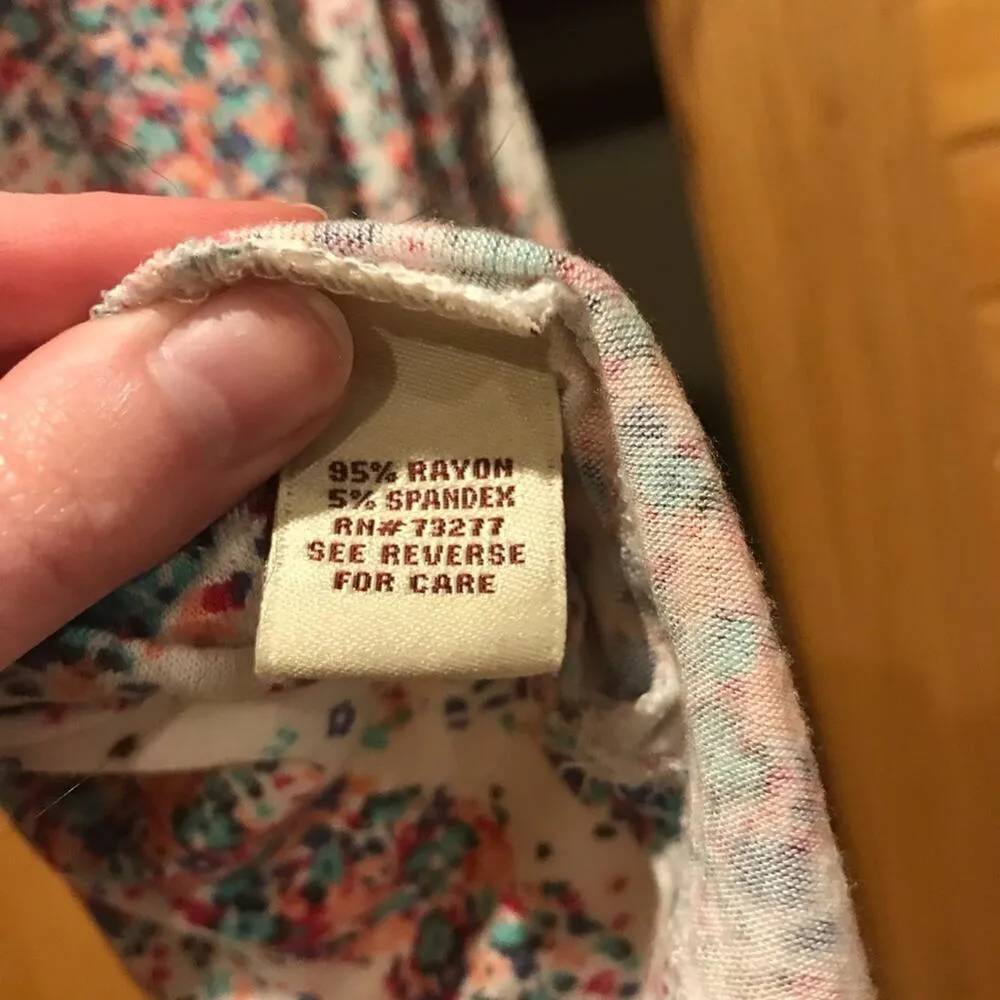 95% RAYON
5% SPANDEX
RN# 73277
SEE REVERSE
FOR CARE